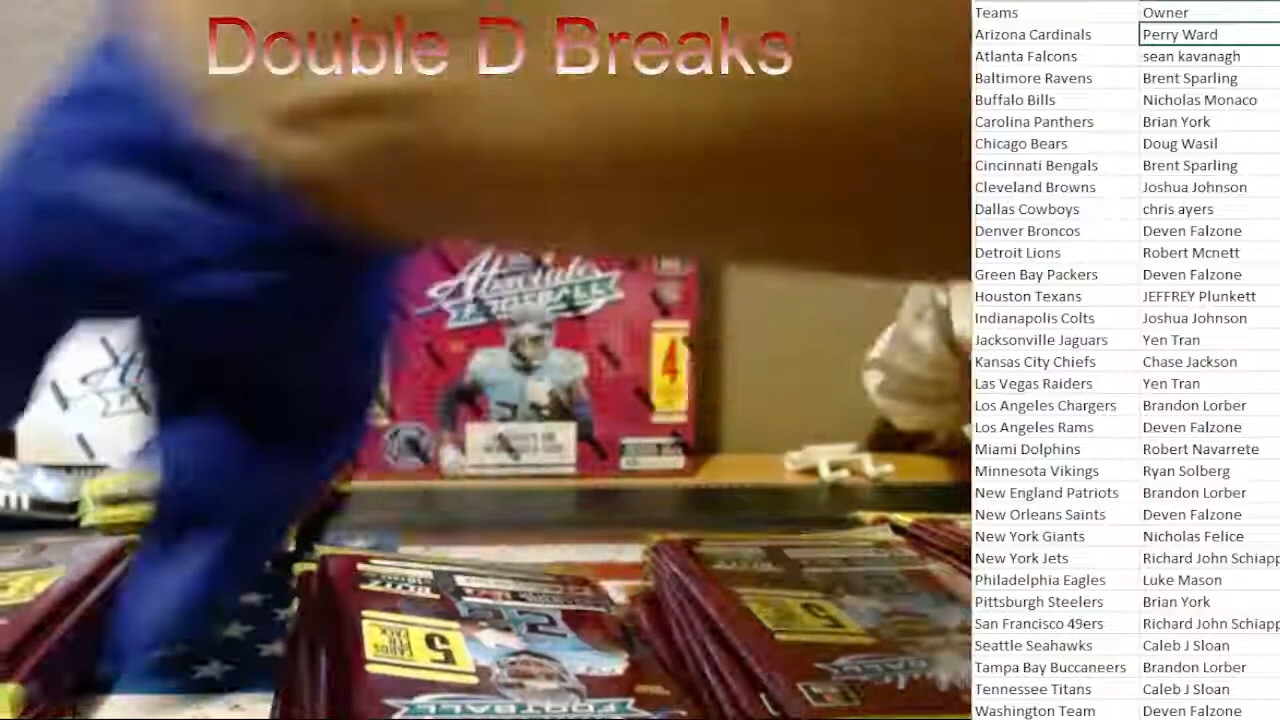 Double D Breaks
Teams Owner
Arizona Cardinals Perry Ward
Atlanta Falcons sean kavanagh
Baltimore Ravens Brent Sparling
Buffalo Bills Nicholas Monaco
Carolina Panthers Brian York
Chicago Bears Doug Wasil
Cincinnati Bengals Brent Sparling
Cleveland Browns Joshua Johnson
Dallas Cowboys chris ayers
Denver Broncos Deven Falzone
Detroit Lions Robert Mcnett
Green Bay Packers Deven Falzone
Houston Texans JEFFREY Plunkett
Indianapolis Colts Joshua Johnson
Jacksonville Jaguars Yen Tran
Kansas City Chiefs Chase Jackson
Las Vegas Raiders Yen Tran
Los Angeles Chargers Brandon Lorber
Los Angeles Rams Deven Falzone
Miami Dolphins Robert Navarrete
Minnesota Vikings Ryan Solberg
New England Patriots Brandon Lorber
New Orleans Saints Deven Falzone
New York Giants Nicholas Felice
New York Jets Richard John Schiapp
Philadelphia Eagles Luke Mason
Pittsburgh Steelers Brian York
San Francisco 49ers Richard John Schiapp
Seattle Seahawks Caleb J Sloan
Tampa Bay Buccaneers Brandon Lorber
Tennessee Titans Caleb J Sloan
Washington Team Deven Falzone
Absolute
FOOTBALL
4
5
CARDS
PER
PACK
FOOTBALL
5